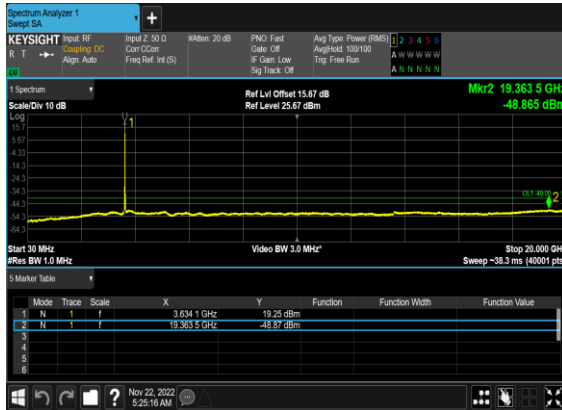 Spectrum Analyzer 1
Swept SA
KEYSIGHT Input: RF Input Z: 50 Ω #Atten: 20 dB PNO: Fast Avg Type: Power (RMS) 1 2 3 4 5 6
R T Coupling: DC Corr CCorr Gate: Off Avg|Hold: 100/100 A W W W W W
Align: Auto Freq Ref: Int (S) IF Gain: Low Trig: Free Run
LXI Sig Track: Off A N N N N N
1 Spectrum Ref Lvl Offset 15.67 dB Mkr2 19.363 5 GHz
Scale/Div 10 dB Ref Level 25.67 dBm -48.865 dBm
Log
1
15.7
5.67
-4.33
-14.3
-24.3
-34.3
DL1 -40.00
2
-44.3
-54.3
-64.3
Start 30 MHz Video BW 3.0 MHz* Stop 20.000 GHz
#Res BW 1.0 MHz Sweep ~38.3 ms (40001 pts)
5 Marker Table
Mode Trace Scale X Y Function Function Width Function Value
1 N 1 f 3.634 1 GHz 19.25 dBm
2 N 1 f 19.363 5 GHz -48.87 dBm
3
4
5
6
? Nov 22, 2022
5:25:16 AM